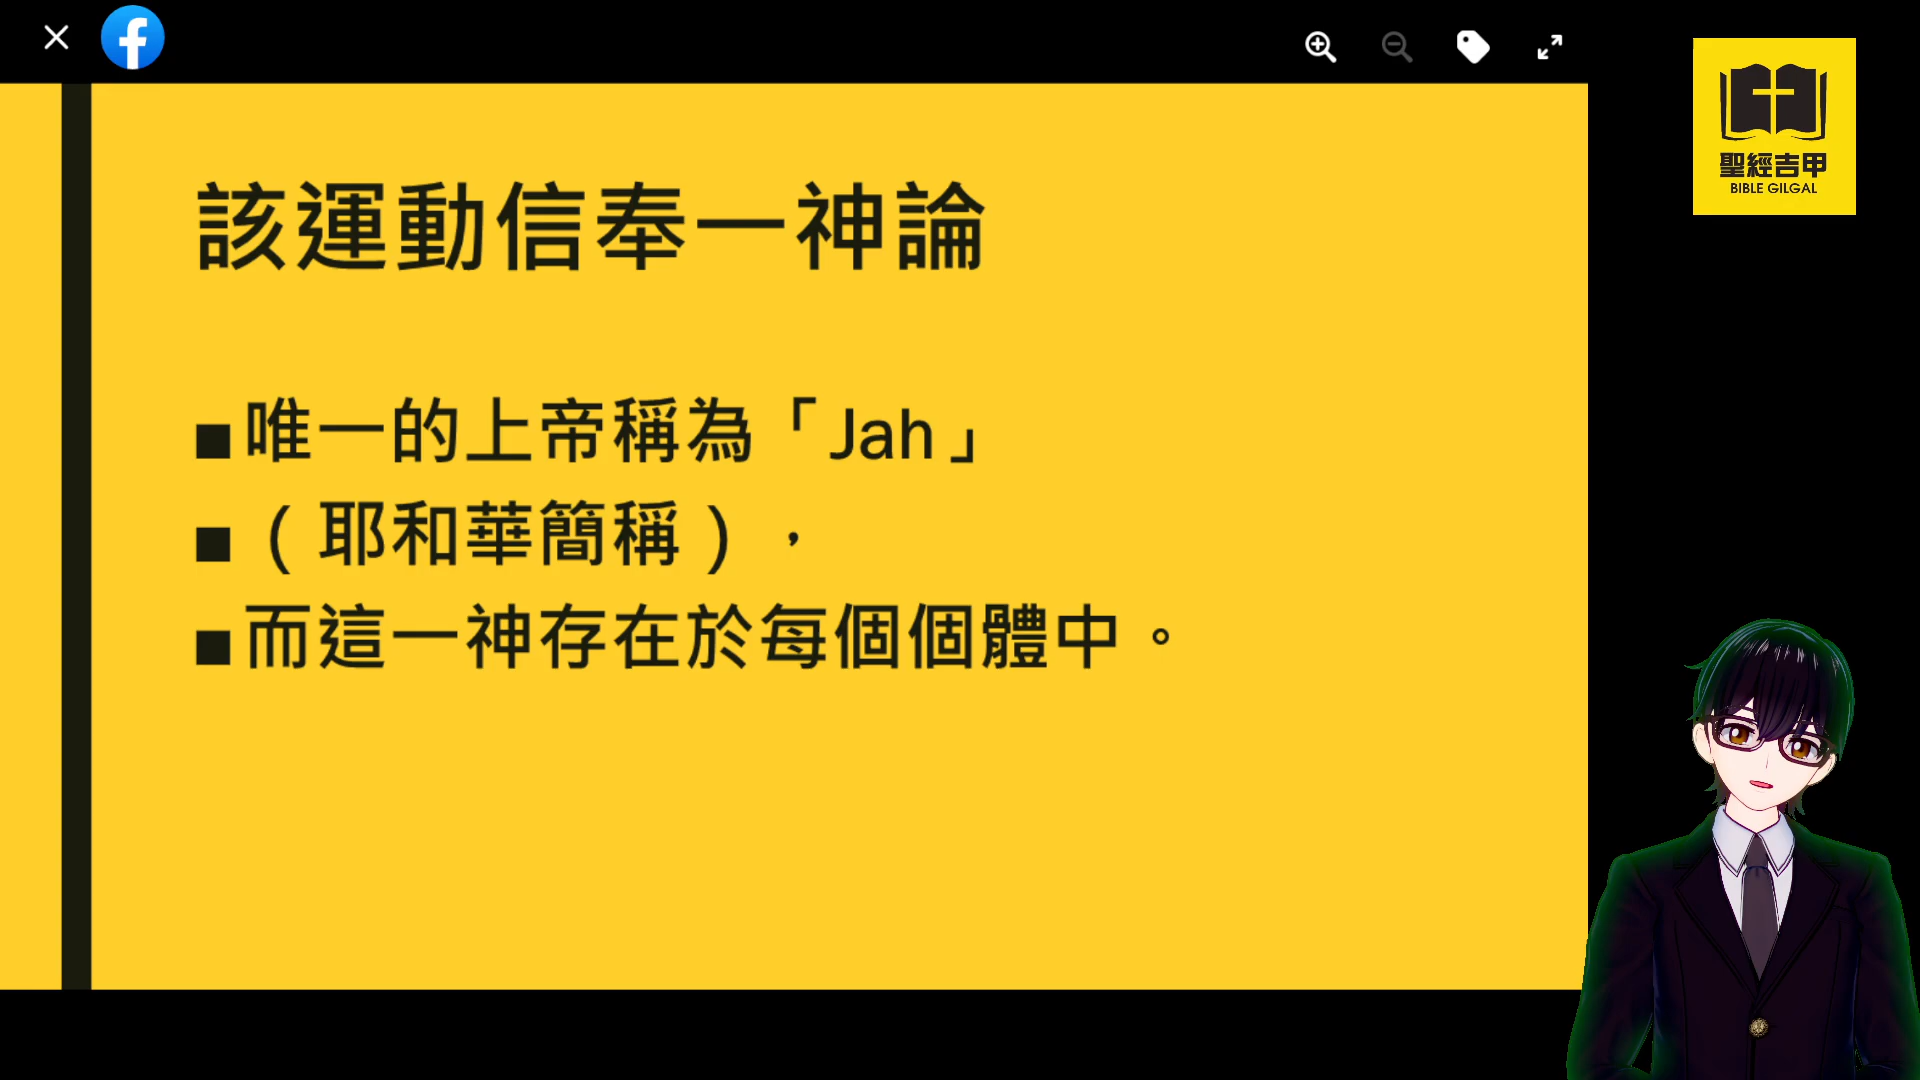 該運動信奉一神論
■唯一的上帝稱為「Jah」
■（耶和華簡稱），
■而這一神存在於每個個體中。
聖經吉甲
BIBLE GILGAL